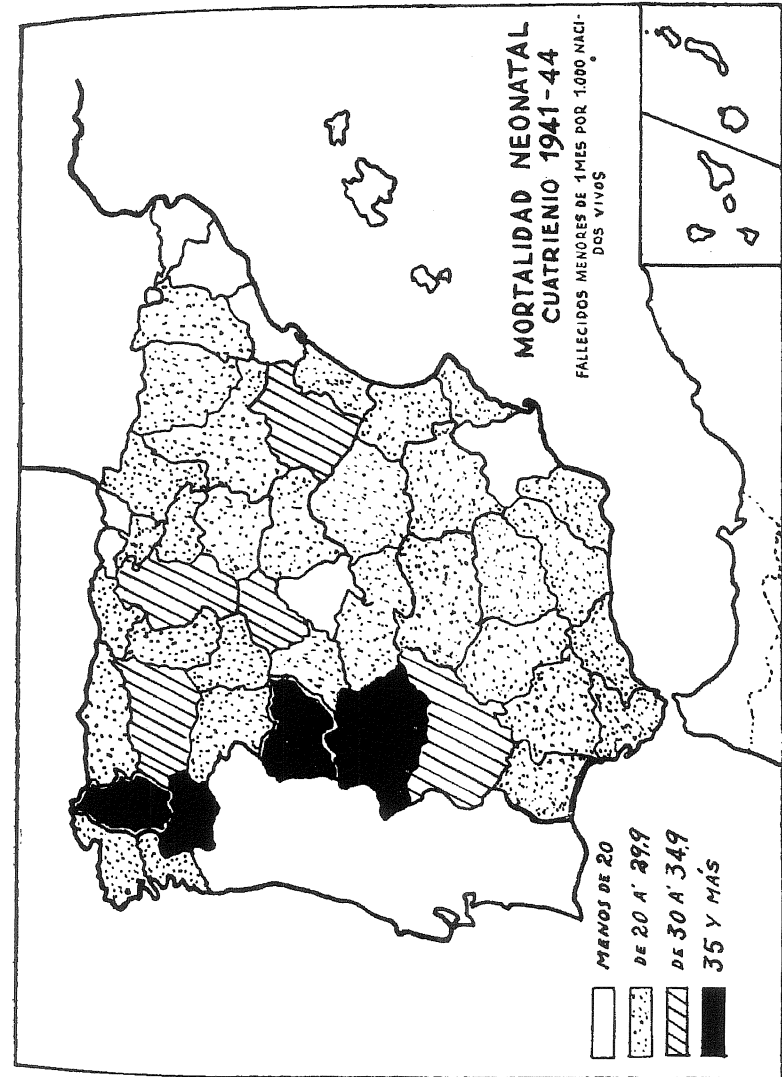 MORTALIDAD NEONATAL
CUATRIENIO 1941-44
FALLECIDOS MENORES DE 1 MES POR 1.000 NACI-
DOS VIVOS
MENOS DE 20
DE 20 A' 29,9
DE 30 A' 34,9
35 Y MÁS